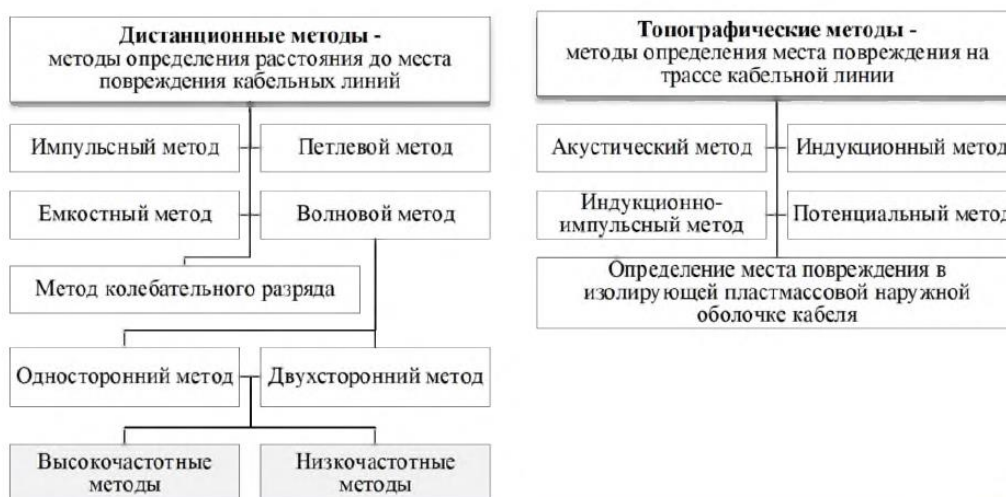 Дистанционные методы -
методы определения расстояния до места
повреждения кабельных линий
Импульсный метод
Петлевой метод
Емкостный метод
Волновой метод
Метод колебательного разряда
Односторонний метод
Двухсторонний метод
Высокочастотные
методы
Низкочастотные
методы
Топографические методы -
методы определения места повреждения на
трассе кабельной линии
Акустический метод
Индукционный метод
Индукционно-
импульсный метод
Потенциальный метод
Определение места повреждения в
изолирующей пластмассовой наружной
оболочке кабеля